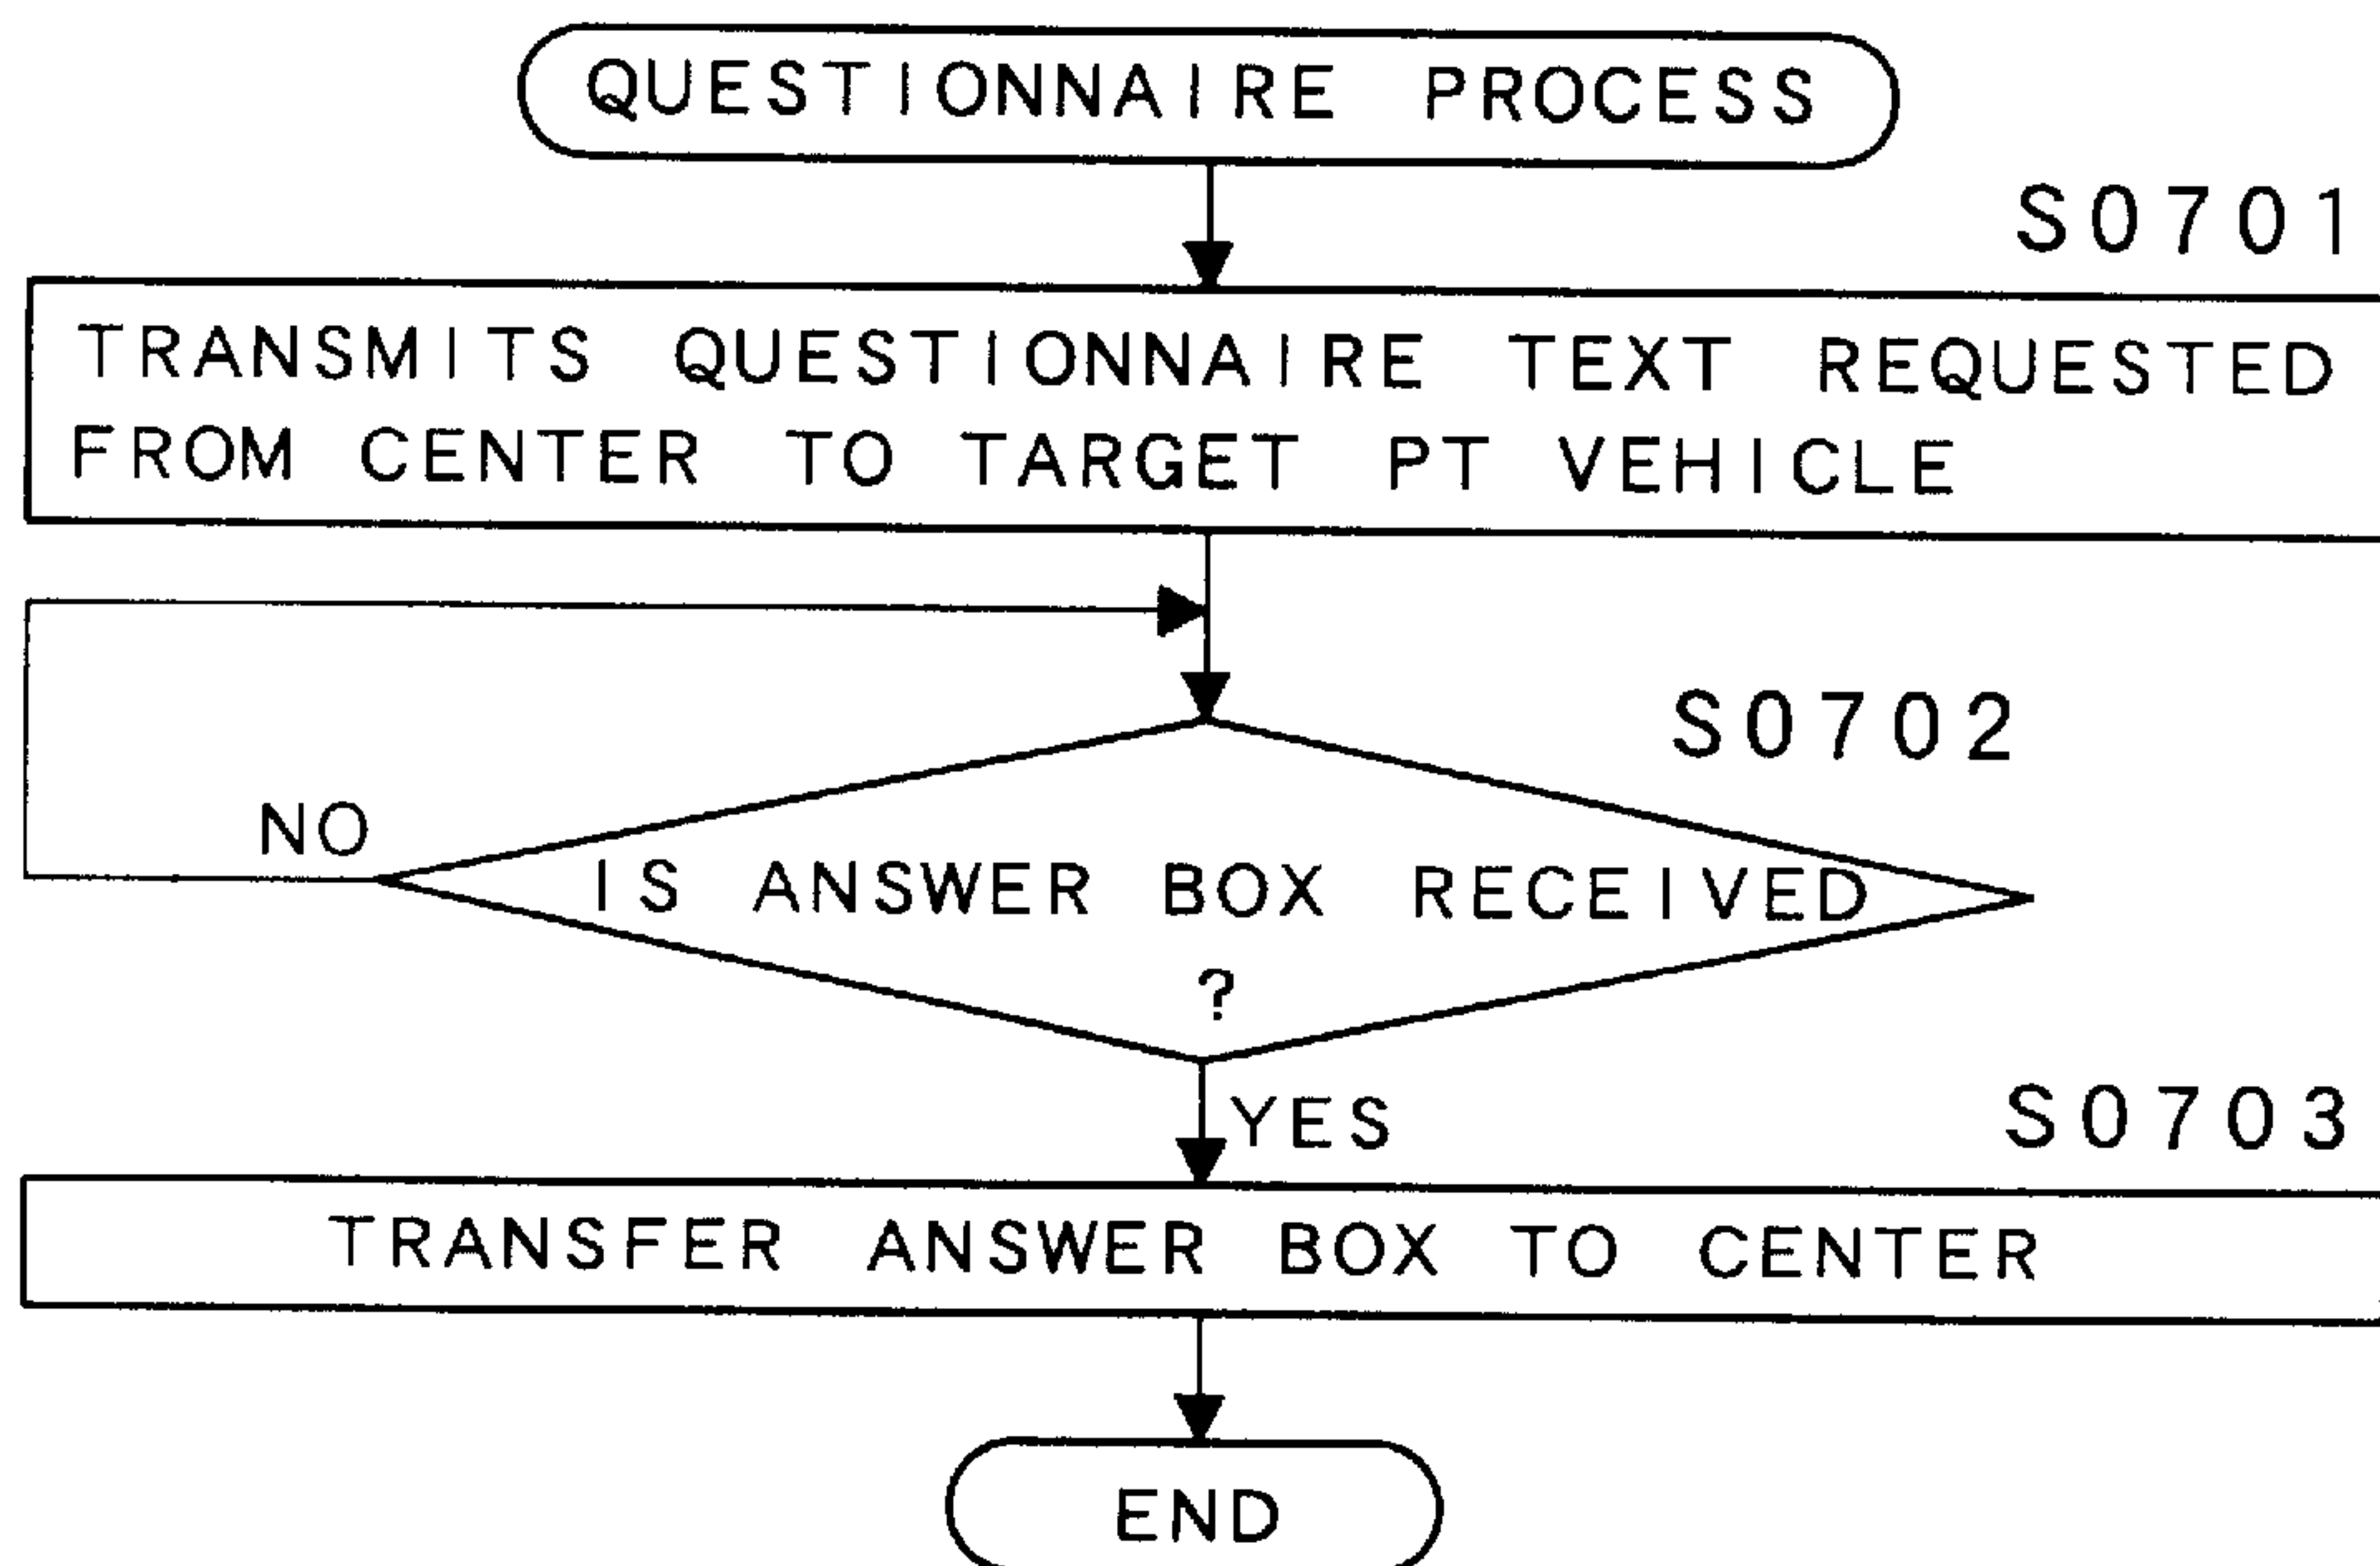 QUESTIONNAIRE PROCESS
S0701
TRANSMITS QUESTIONNAIRE TEXT REQUESTED
FROM CENTER TO TARGET PT VEHICLE
S0702
NO
IS ANSWER BOX RECEIVED
?
YES
S0703
TRANSFER ANSWER BOX TO CENTER
END